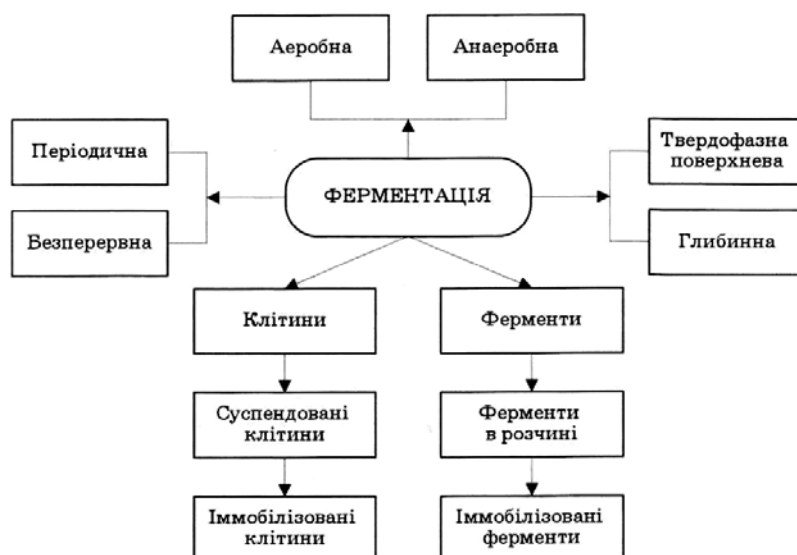 Аеробна
Анаеробна
Періодична
Твердофазна
поверхнева
ФЕРМЕНТАЦІЯ
Безперервна
Глибинна
Клітини
Ферменти
Суспендовані
клітини
Ферменти
в розчині
Іммобілізовані
клітини
Іммобілізовані
ферменти